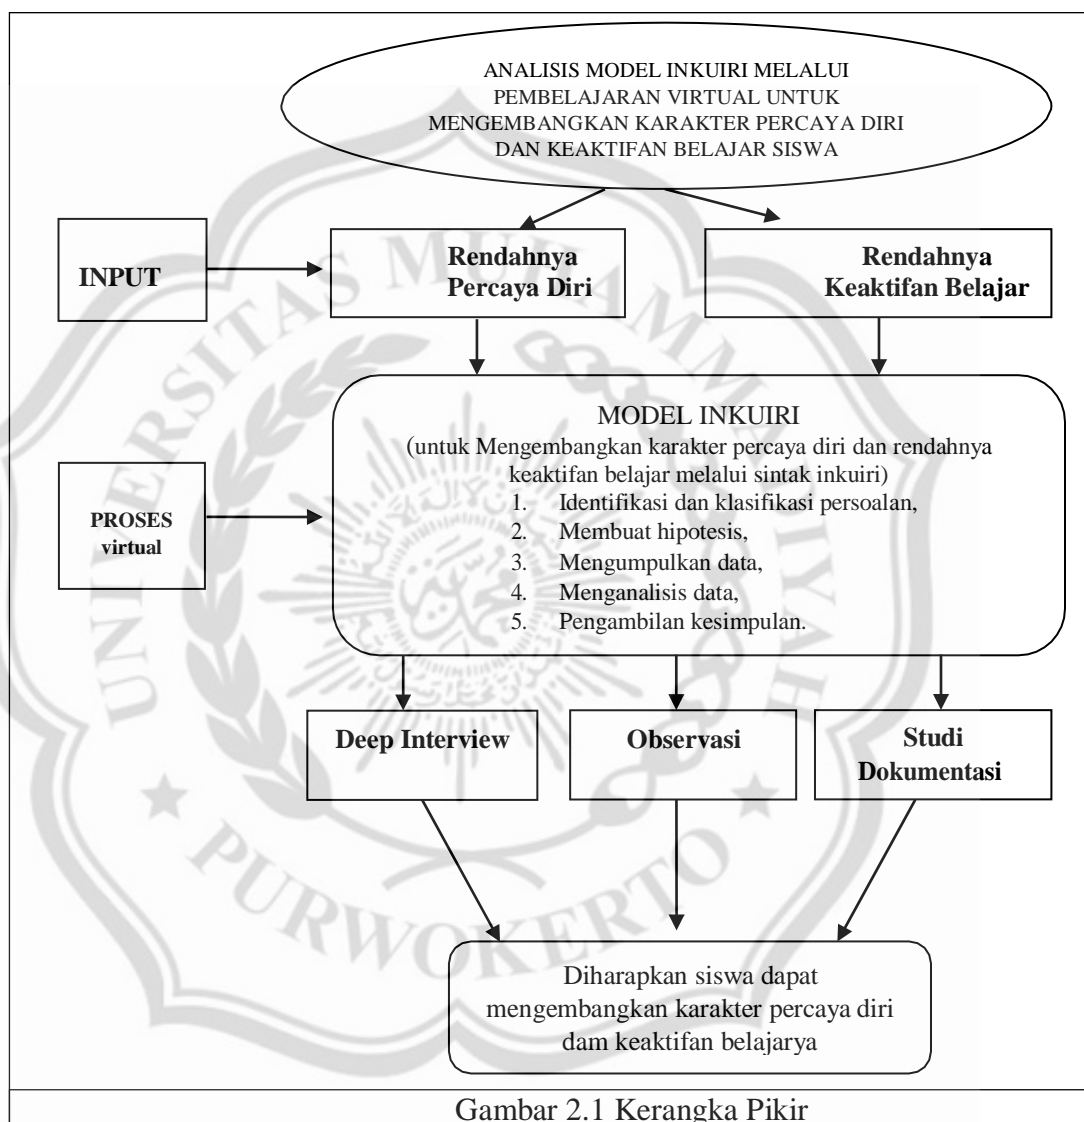 ANALISIS MODEL INKUIRI MELALUI
PEMBELAJARAN VIRTUAL UNTUK
MENGEMBANGKAN KARAKTER PERCAYA DIRI
DAN KEAKTIFAN BELAJAR SISWA
INPUT
Rendahnya
Percaya Diri
Rendahnya
Keaktifan Belajar
MODEL INKUIRI
(untuk Mengembangkan karakter percaya diri dan rendahnya
keaktifan belajar melalui sintak inkuiri)
1. Identifikasi dan klasifikasi persoalan,
2. Membuat hipotesis,
3. Mengumpulkan data,
4. Menganalisis data,
5. Pengambilan kesimpulan.
PROSES
virtual
Deep Interview
Observasi
Studi
Dokumentasi
Diharapkan siswa dapat
mengembangkan karakter percaya diri
dam keaktifan belajarya
Gambar 2.1 Kerangka Pikir
UNIVERSITAS MUHAMMADIYAH
PURWOKERTO